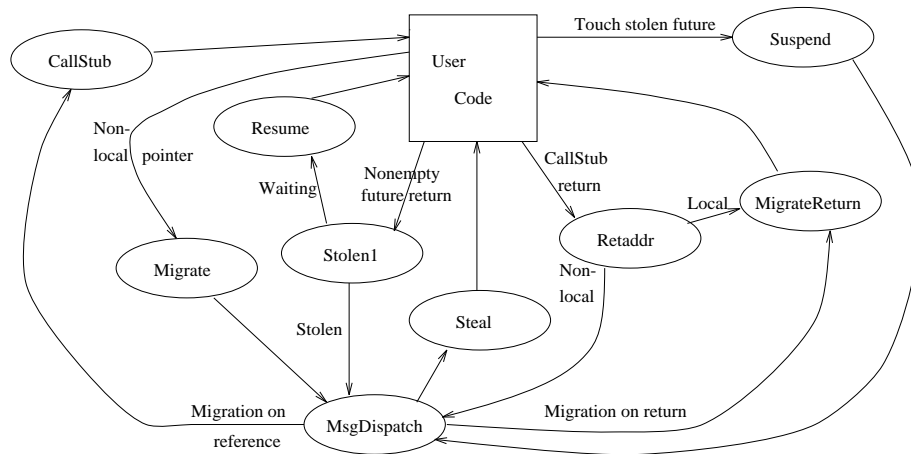 Touch stolen future
Suspend
CallStub
User
Code
Resume
Non-
local
pointer
Waiting
Nonempty
future return
CallStub
return
Local
MigrateReturn
Retaddr
Stolen1
Migrate
Non-
local
Stolen
Steal
Migration on
reference
MsgDispatch
Migration on return